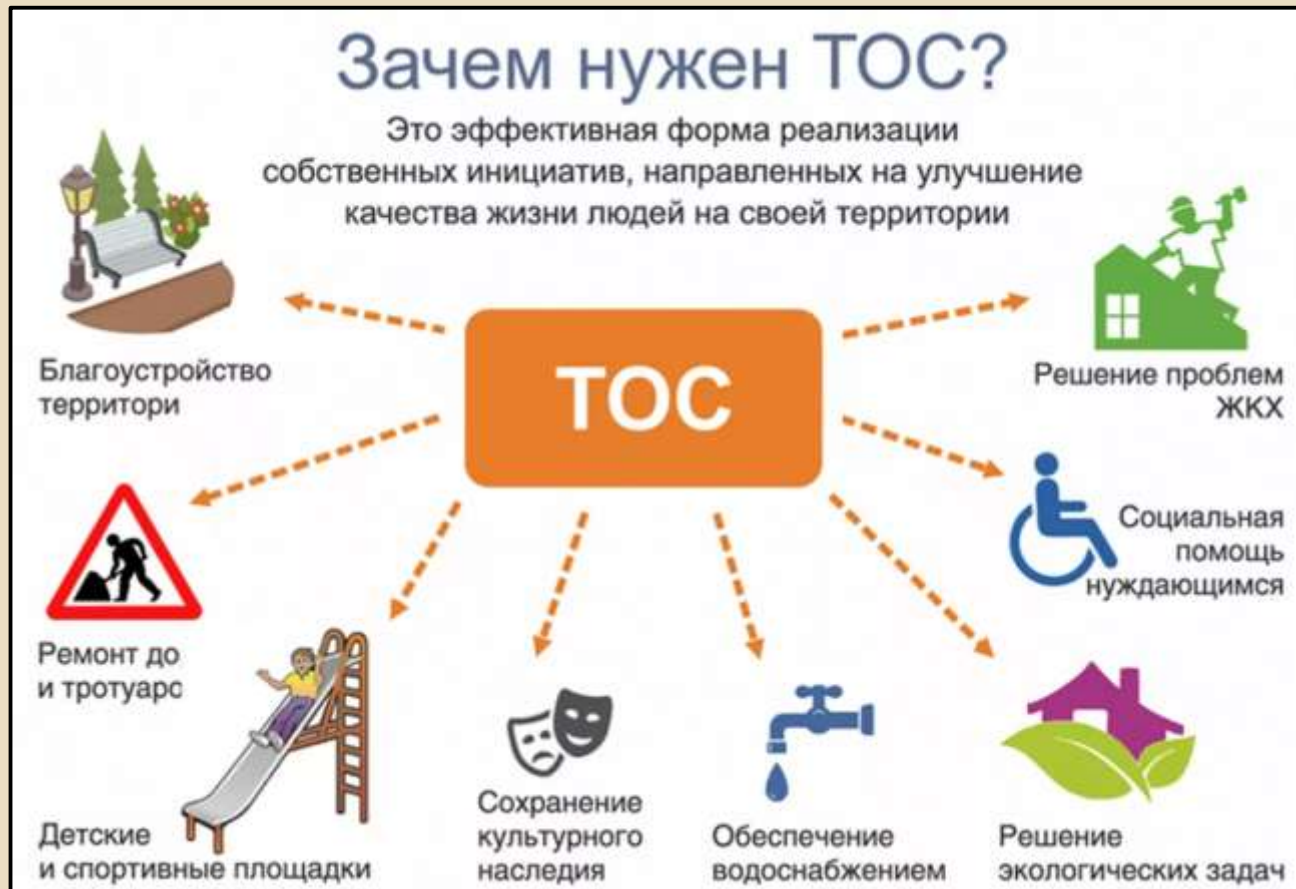 Зачем нужен ТОС?
Это эффективная форма реализации
собственных инициатив, направленных на улучшение
качества жизни людей на своей территории
ТОС
Благоустройство
территори
Решение проблем
ЖКХ
Ремонт до
и тротуарс
Социальная
помощь
нуждающимся
Детские
и спортивные площадки
Сохранение
культурного
наследия
Обеспечение
водоснабжением
Решение
экологических задач